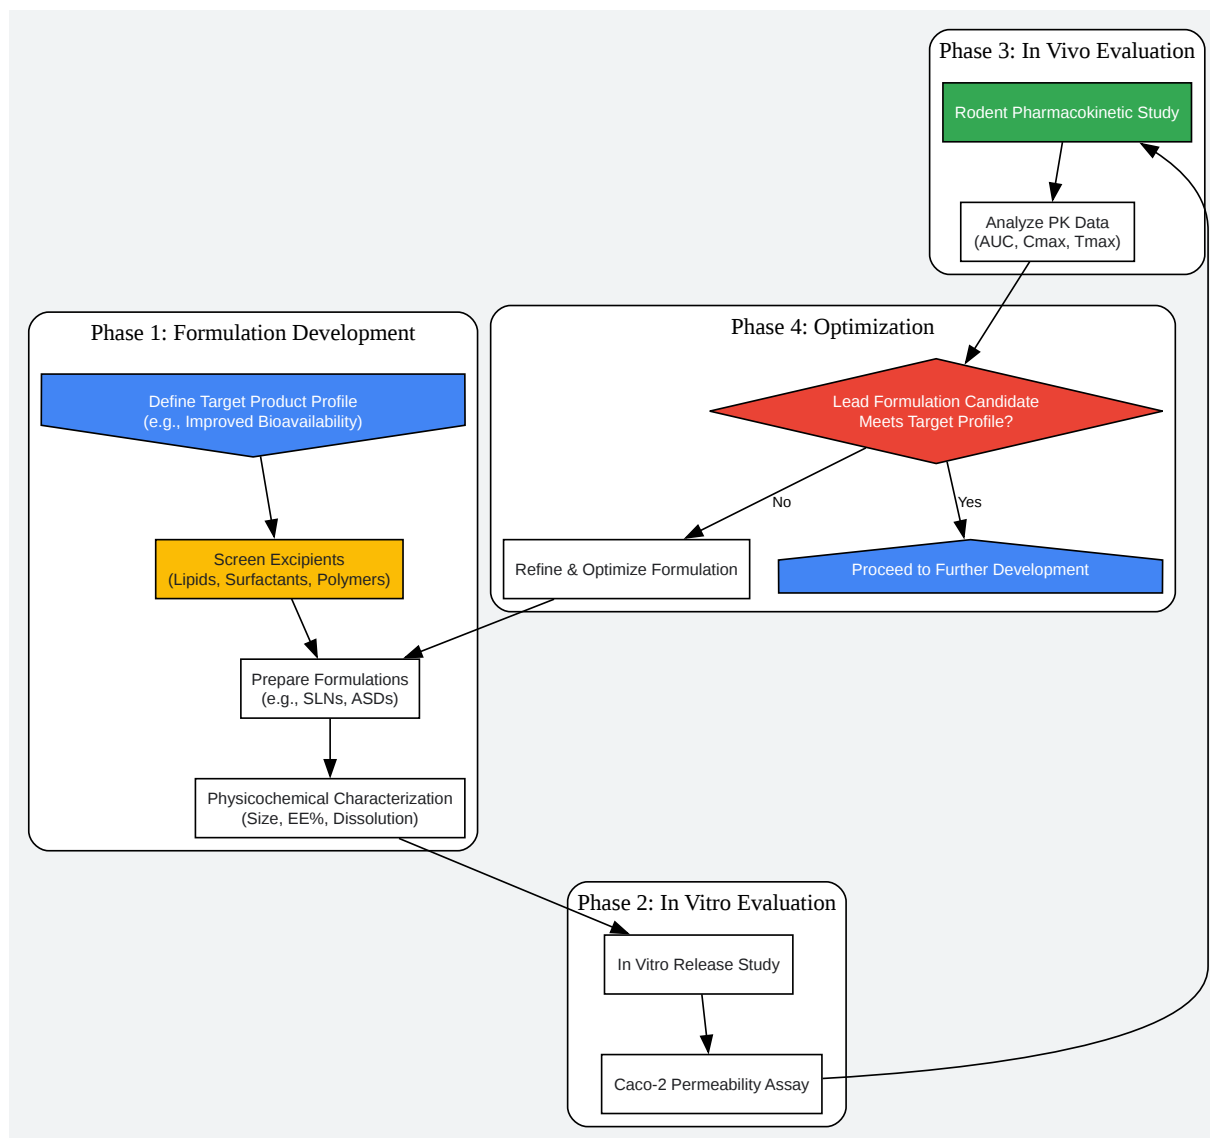 Phase 3: In Vivo Evaluation
Rodent Pharmacokinetic Study
Analyze PK Data
(AUC, Cmax, Tmax)
Phase 1: Formulation Development
Define Target Product Profile
(e.g., Improved Bioavailability)
Screen Excipients
(Lipids, Surfactants, Polymers)
Prepare Formulations
(e.g., SLNs, ASDs)
Physicochemical Characterization
(Size, EE%, Dissolution)
Phase 4: Optimization
Lead Formulation Candidate
Meets Target Profile?
No
Yes
Refine & Optimize Formulation
Proceed to Further Development
Phase 2: In Vitro Evaluation
In Vitro Release Study
Caco-2 Permeability Assay